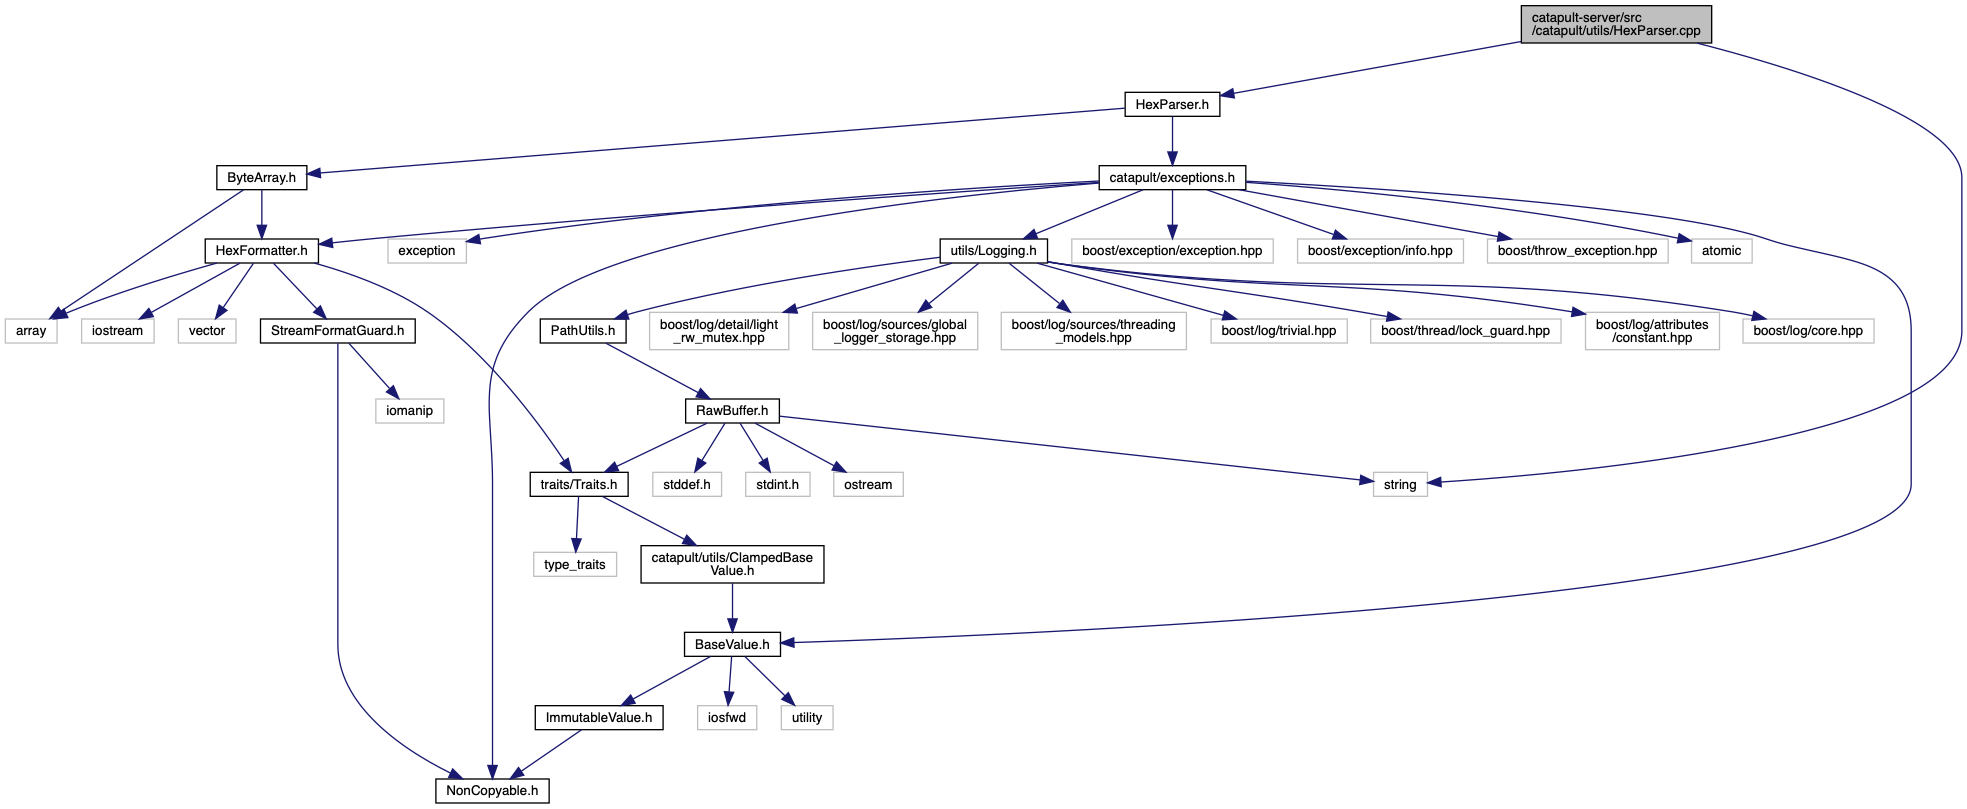 catapult-server/src
/catapult/utils/HexParser.cpp
HexParser.h
ByteArray.h
catapult/exceptions.h
HexFormatter.h
exception
utils/Logging.h
boost/exception/exception.hpp
boost/exception/info.hpp
boost/throw_exception.hpp
atomic
array
iostream
vector
StreamFormatGuard.h
PathUtils.h
boost/log/detail/light
_rw_mutex.hpp
boost/log/sources/global
_logger_storage.hpp
boost/log/sources/threading
_models.hpp
boost/log/trivial.hpp
boost/thread/lock_guard.hpp
boost/log/attributes
/constant.hpp
boost/log/core.hpp
iomanip
RawBuffer.h
traits/Traits.h
stddef.h
stdint.h
ostream
string
type_traits
catapult/utils/ClampedBase
Value.h
BaseValue.h
ImmutableValue.h
iosfwd
utility
NonCopyable.h